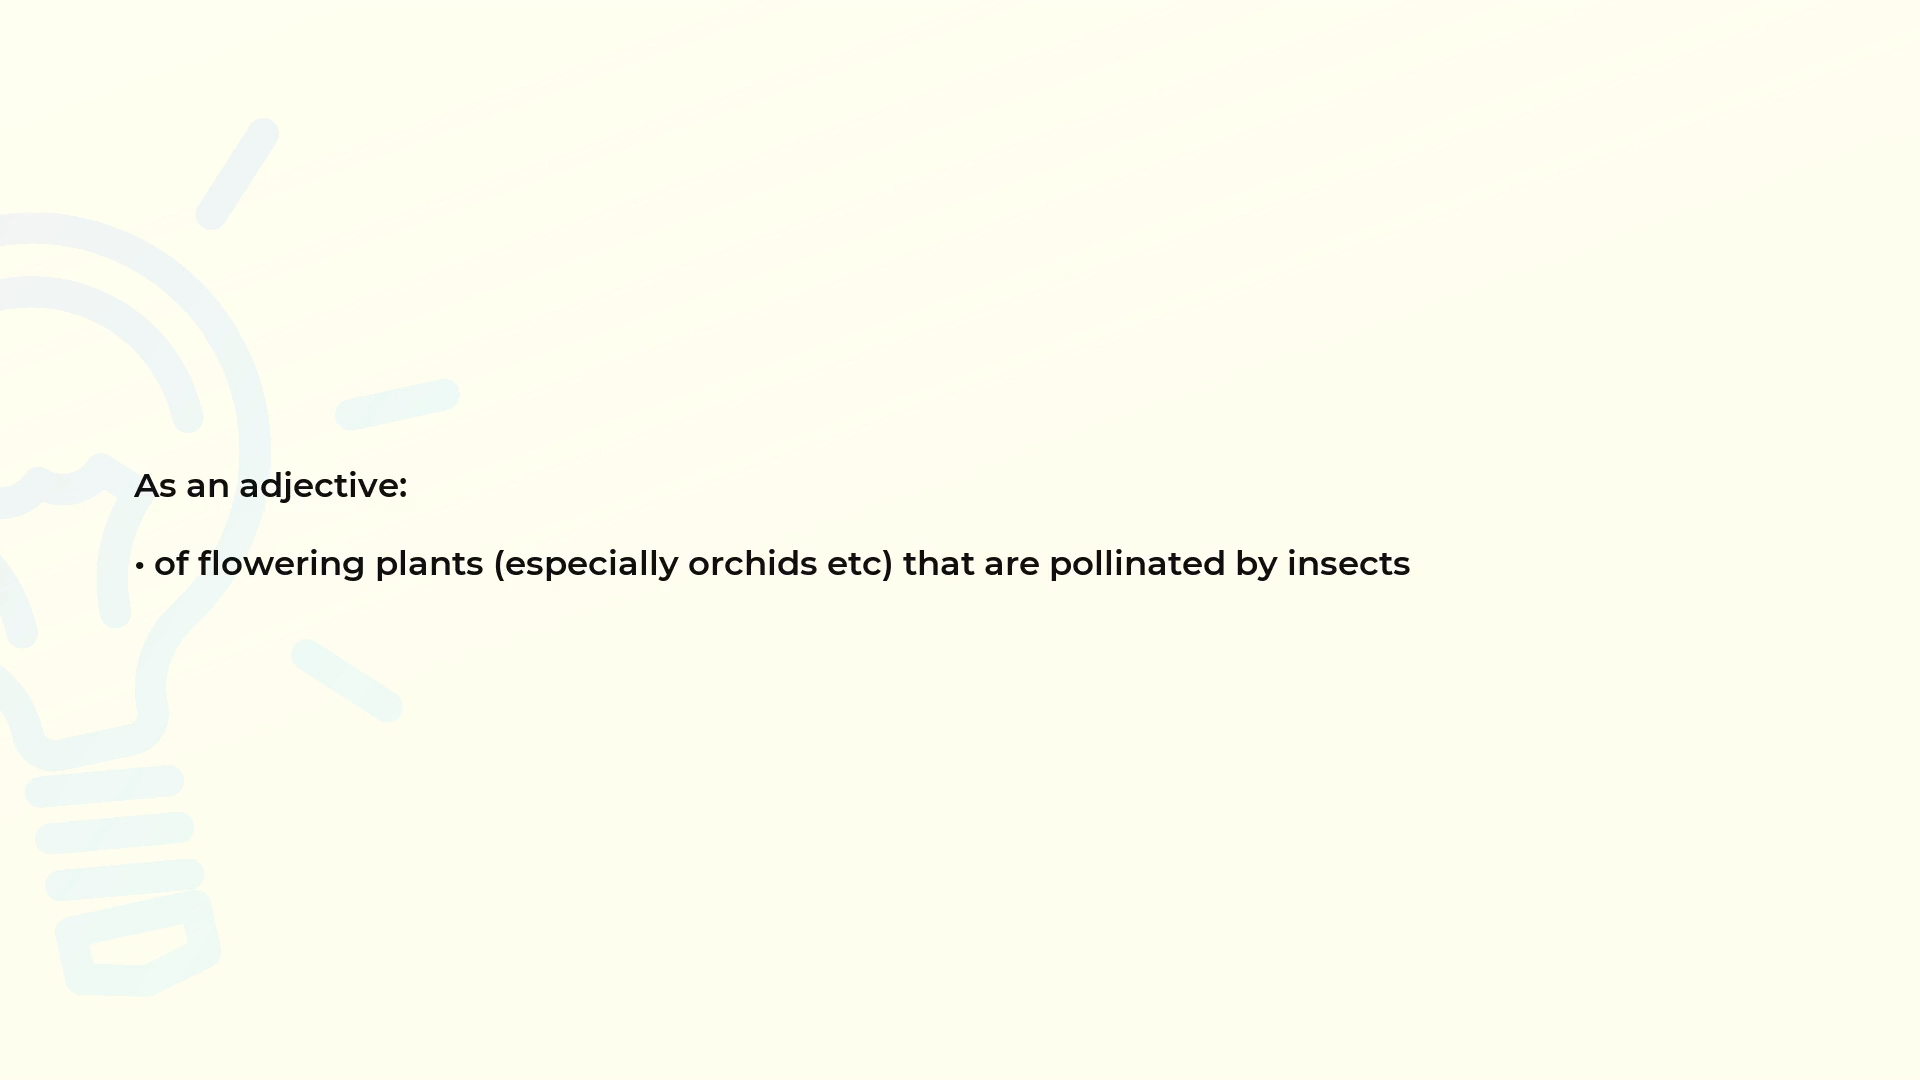 As an adjective:
• of flowering plants (especially orchids etc) that are pollinated by insects